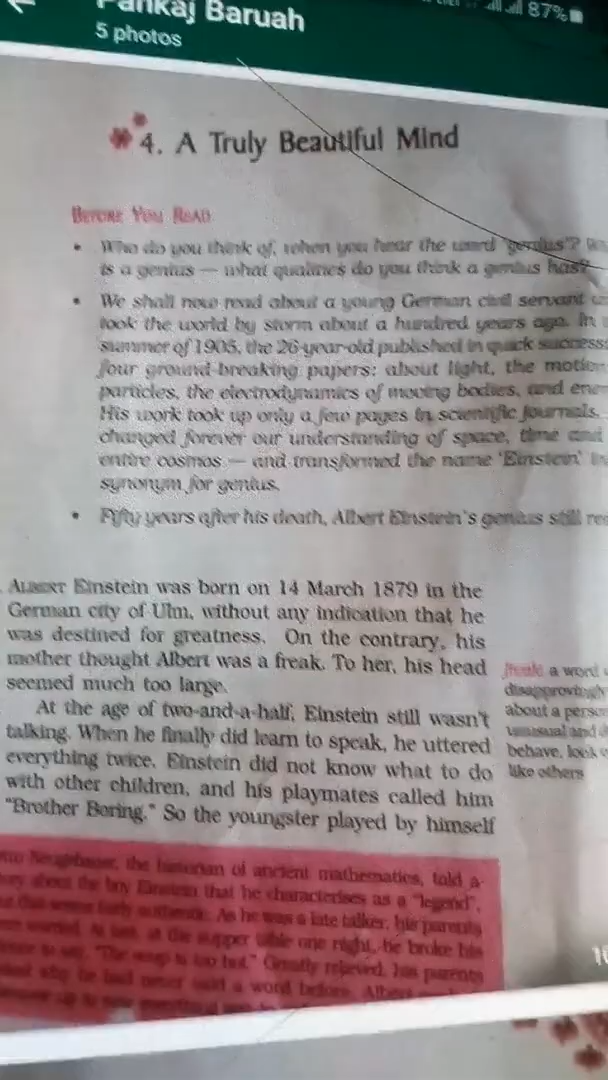 Pankaj Baruah
87%
5 photos
4. A Truly Beautiful Mind
BEFORE YOU READ
• Who do you think of, when you hear the word 'genius'?
is a genius — what qualities do you think a genius has?
• We shall now read about a young German civil servant
took the world by storm about a hundred years ago. In
summer of 1905, the 26-year-old published in quick
four ground-breaking papers: about light, the
particles, the electrodynamics of moving bodies, and
His work took up only a few pages in scientific journals.
changed forever our understanding of space, time and
entire cosmos — and transformed the name 'Einstein'
synonym for genius.
• Fifty years after his death, Albert Einstein's genius still
ALBERT Einstein was born on 14 March 1879 in the
German city of Ulm, without any indication that he
was destined for greatness. On the contrary, his
mother thought Albert was a freak. To her, his head
seemed much too large.
At the age of two-and-a-half, Einstein still wasn't
talking. When he finally did learn to speak, he uttered
everything twice. Einstein did not know what to do
with other children, and his playmates called him
"Brother Boring." So the youngster played by himself
freak: a word
disapprovingly
about a person
unusual and
behave, look
like others
Neugebauer, the historian of ancient mathematics, told a
about the boy Einstein that he characterises as a "legend",
As he was a late talker, his parents
at the supper table one night, he broke his
to say, "The soup is too hot." Greatly relieved, his parents
why he had never said a word before. Albert